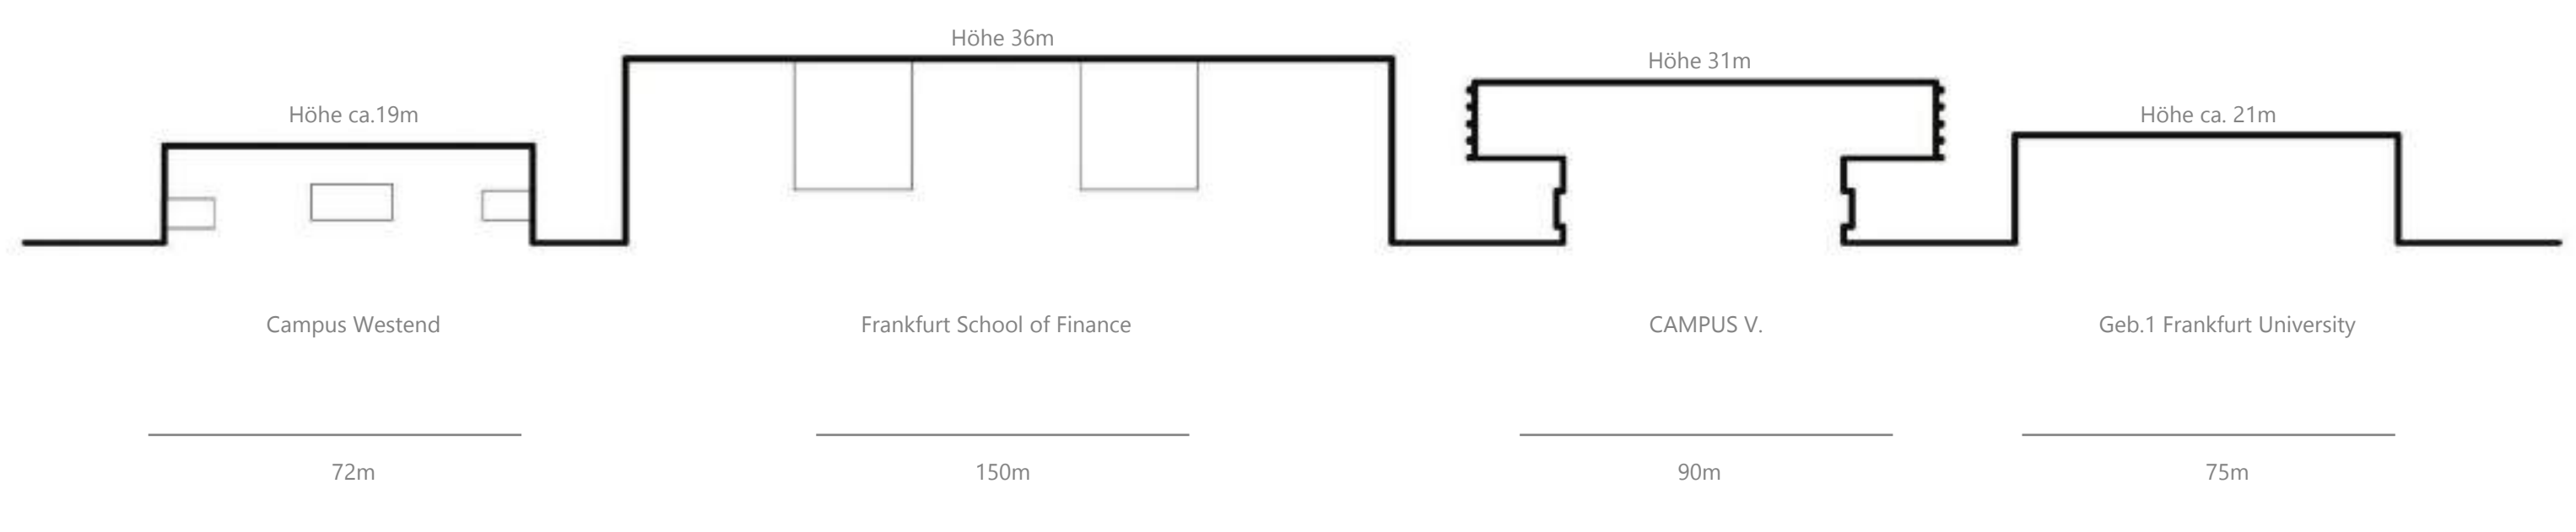 Höhe 36m
Höhe 31m
Höhe ca.19m
Höhe ca. 21m
Campus Westend
Frankfurt School of Finance
CAMPUS V.
Geb.1 Frankfurt University
72m
150m
90m
75m